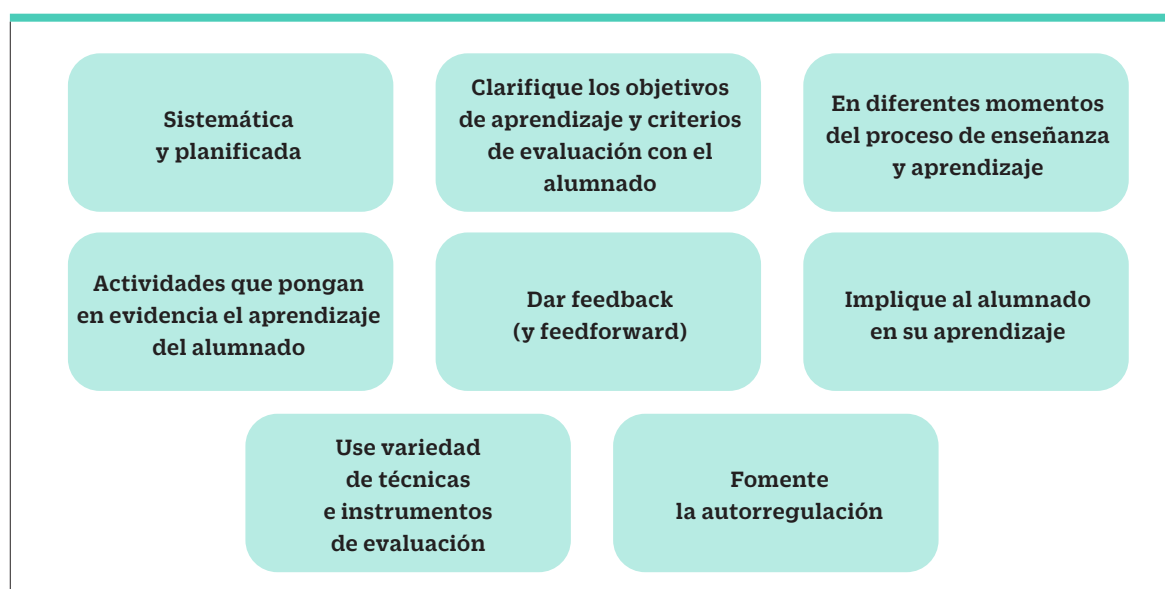 Sistemática
y planificada
Clarifique los objetivos
de aprendizaje y criterios
de evaluación con el
alumnado
En diferentes momentos
del proceso de enseñanza
y aprendizaje
Actividades que pongan
en evidencia el aprendizaje
del alumnado
Dar feedback
(y feedforward)
Implique al alumnado
en su aprendizaje
Use variedad
de técnicas
e instrumentos
de evaluación
Fomente
la autorregulación